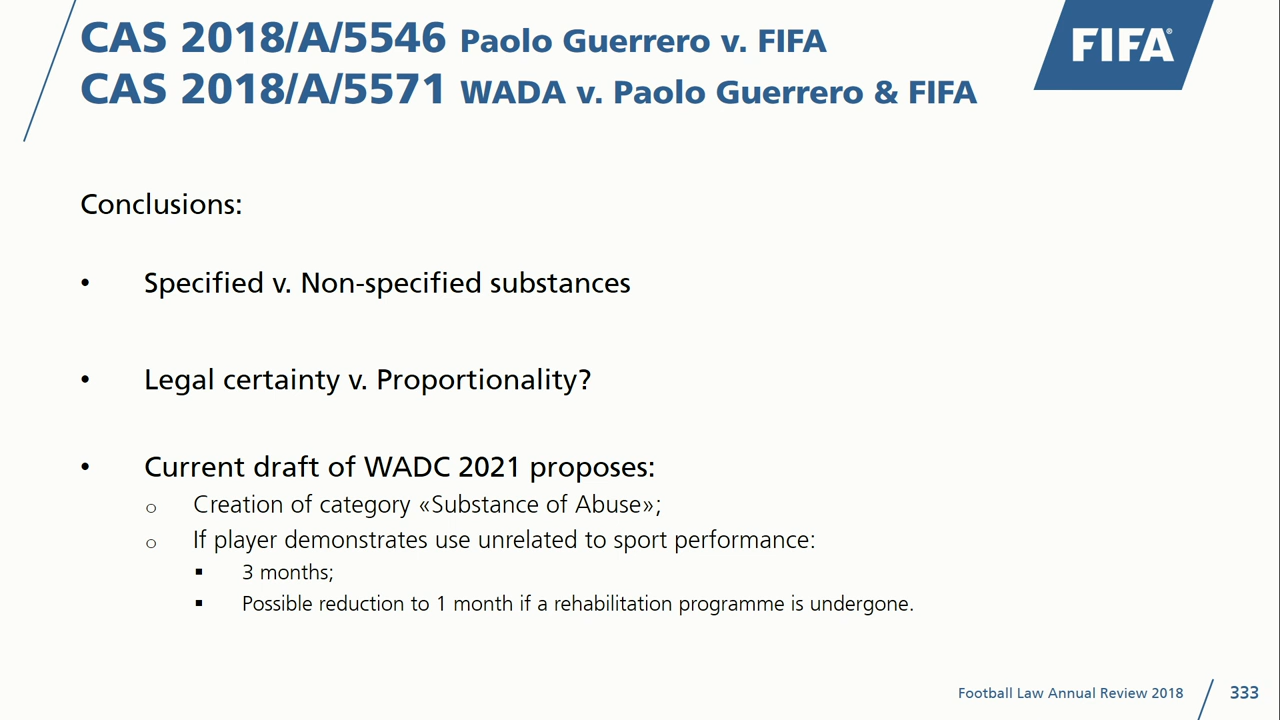 CAS 2018/A/5546 Paolo Guerrero v. FIFA
CAS 2018/A/5571 WADA v. Paolo Guerrero & FIFA
FIFA®
Conclusions:
• Specified v. Non-specified substances
• Legal certainty v. Proportionality?
• Current draft of WADC 2021 proposes:
o Creation of category «Substance of Abuse»;
o If player demonstrates use unrelated to sport performance:
▪ 3 months;
▪ Possible reduction to 1 month if a rehabilitation programme is undergone.
Football Law Annual Review 2018 333